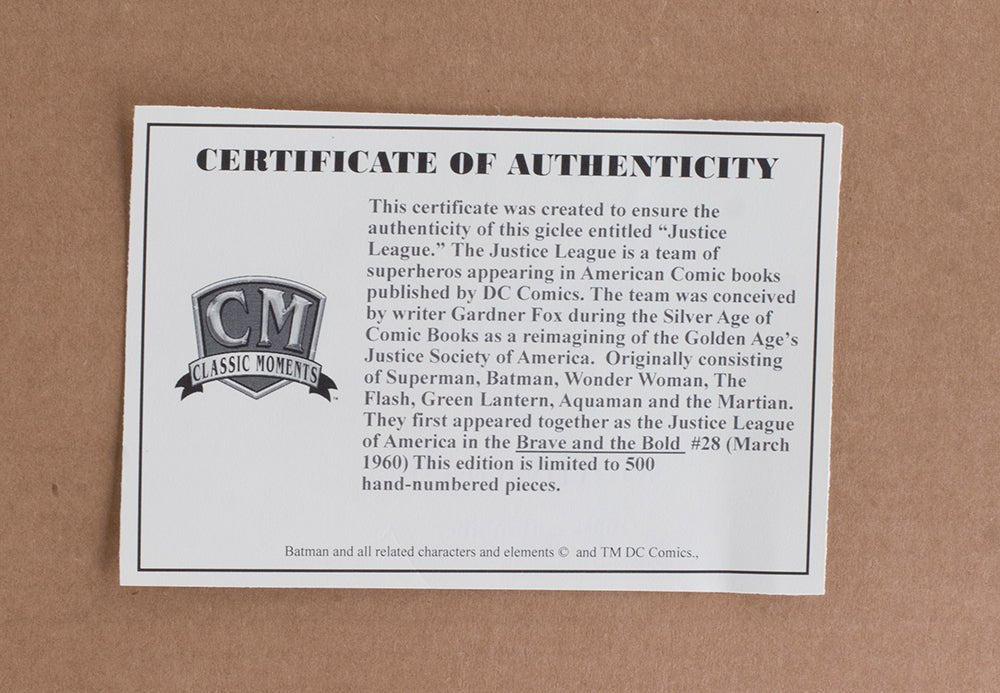 CERTIFICATE OF AUTHENTICITY
This certificate was created to ensure the
authenticity of this giclee entitled “Justice
League.” The Justice League is a team of
superheros appearing in American Comic books
published by DC Comics. The team was conceived
by writer Gardner Fox during the Silver Age of
Comic Books as a reimagining of the Golden Age’s
Justice Society of America. Originally consisting
of Superman, Batman, Wonder Woman, The
Flash, Green Lantern, Aquaman and the Martian.
They first appeared together as the Justice League
of America in the Brave and the Bold #28 (March
1960) This edition is limited to 500
hand-numbered pieces.
CM
CLASSIC MOMENTS
™
Batman and all related characters and elements © and TM DC Comics.,